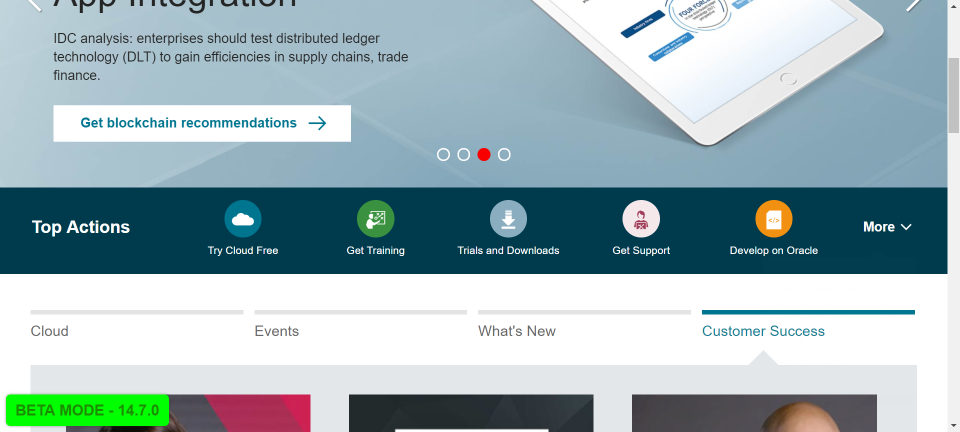 App Integration
IDC analysis: enterprises should test distributed ledger
technology (DLT) to gain efficiencies in supply chains, trade
finance.
Get blockchain recommendations
Top Actions
Try Cloud Free
Get Training
Trials and Downloads
Get Support
Develop on Oracle
More
Cloud
Events
What's New
Customer Success
BETA MODE - 14.7.0